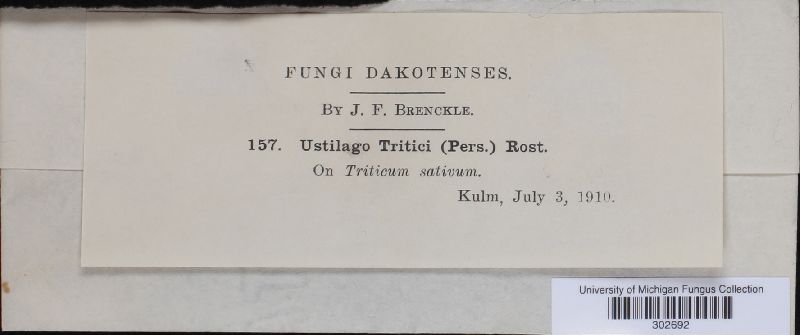 FUNGI DAKOTENSES.
BY J. F. BRENCKLE.
157. Ustilago Tritici (Pers.) Rost.
On Triticum sativum.
Kulm, July 3, 1910.
University of Michigan Fungus Collection
302692